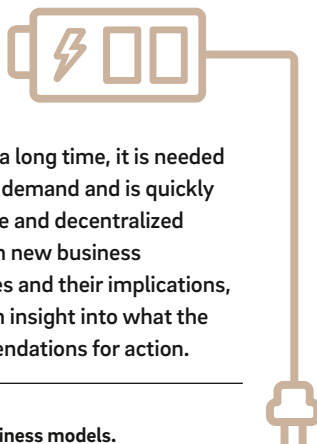 a long time, it is needed
demand and is quickly
e and decentralized
n new business
es and their implications,
n insight into what the
endations for action.
iness models.